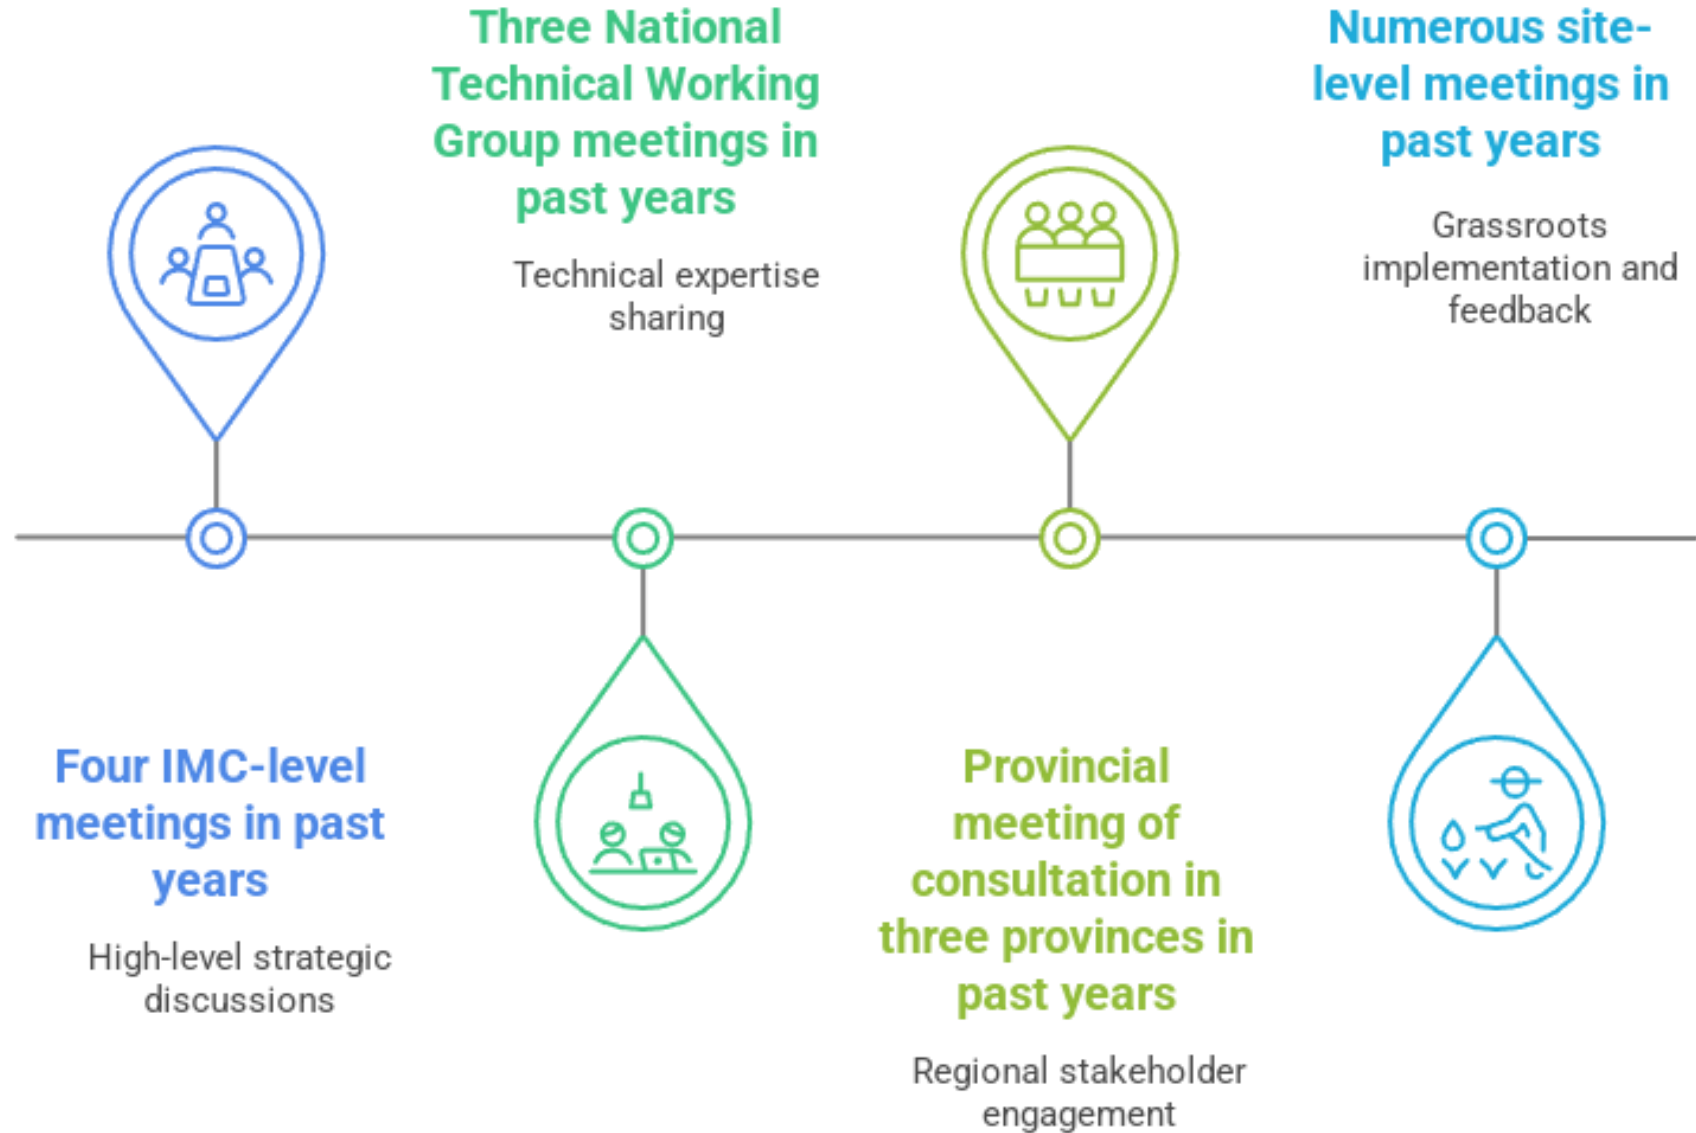 Four IMC-level
meetings in past
years
High-level strategic
discussions
Three National
Technical Working
Group meetings in
past years
Technical expertise
sharing
Provincial
meeting of
consultation in
three provinces in
past years
Regional stakeholder
engagement
Numerous site-
level meetings in
past years
Grassroots
implementation and
feedback